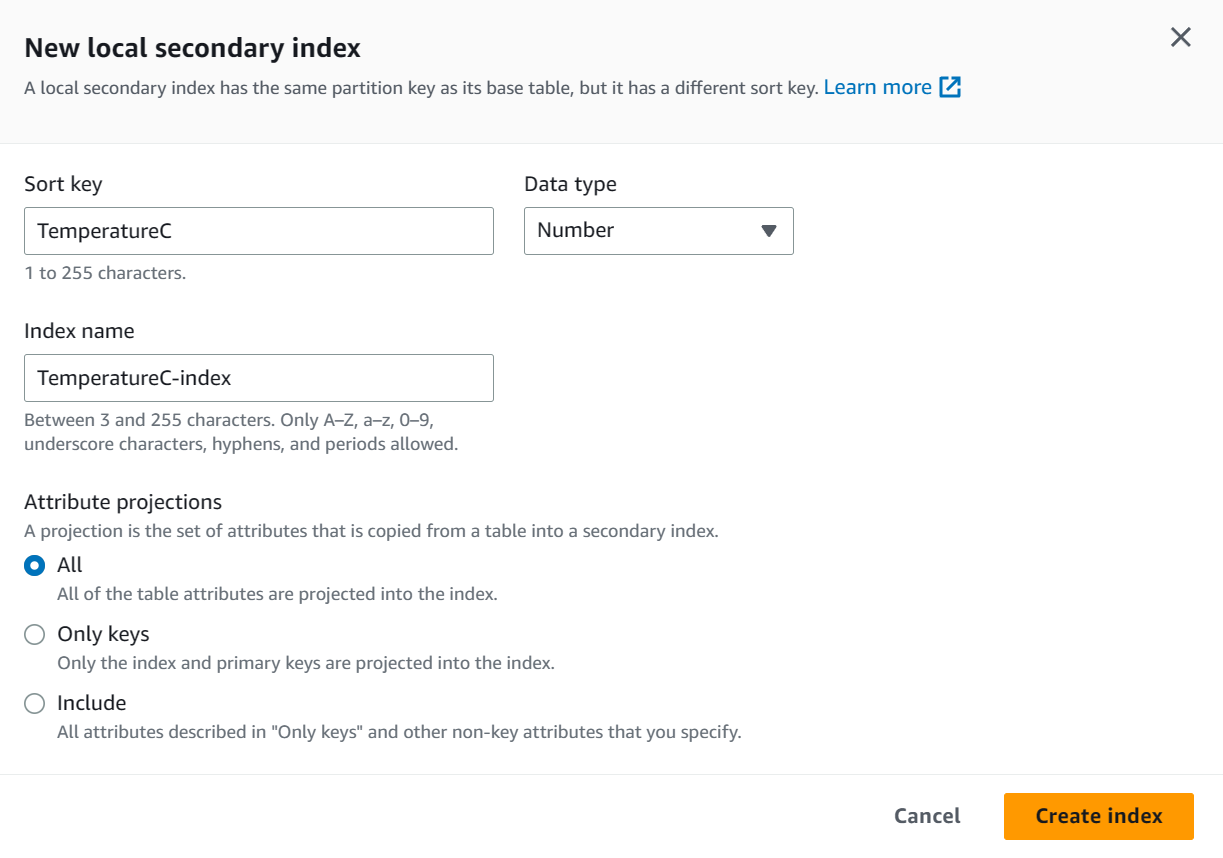 New local secondary index
A local secondary index has the same partition key as its base table, but it has a different sort key. Learn more
Sort key
Data type
TemperatureC
Number
1 to 255 characters.
Index name
TemperatureC-index
Between 3 and 255 characters. Only A–Z, a–z, 0–9,
underscore characters, hyphens, and periods allowed.
Attribute projections
A projection is the set of attributes that is copied from a table into a secondary index.
All
All of the table attributes are projected into the index.
Only keys
Only the index and primary keys are projected into the index.
Include
All attributes described in "Only keys" and other non-key attributes that you specify.
Cancel
Create index